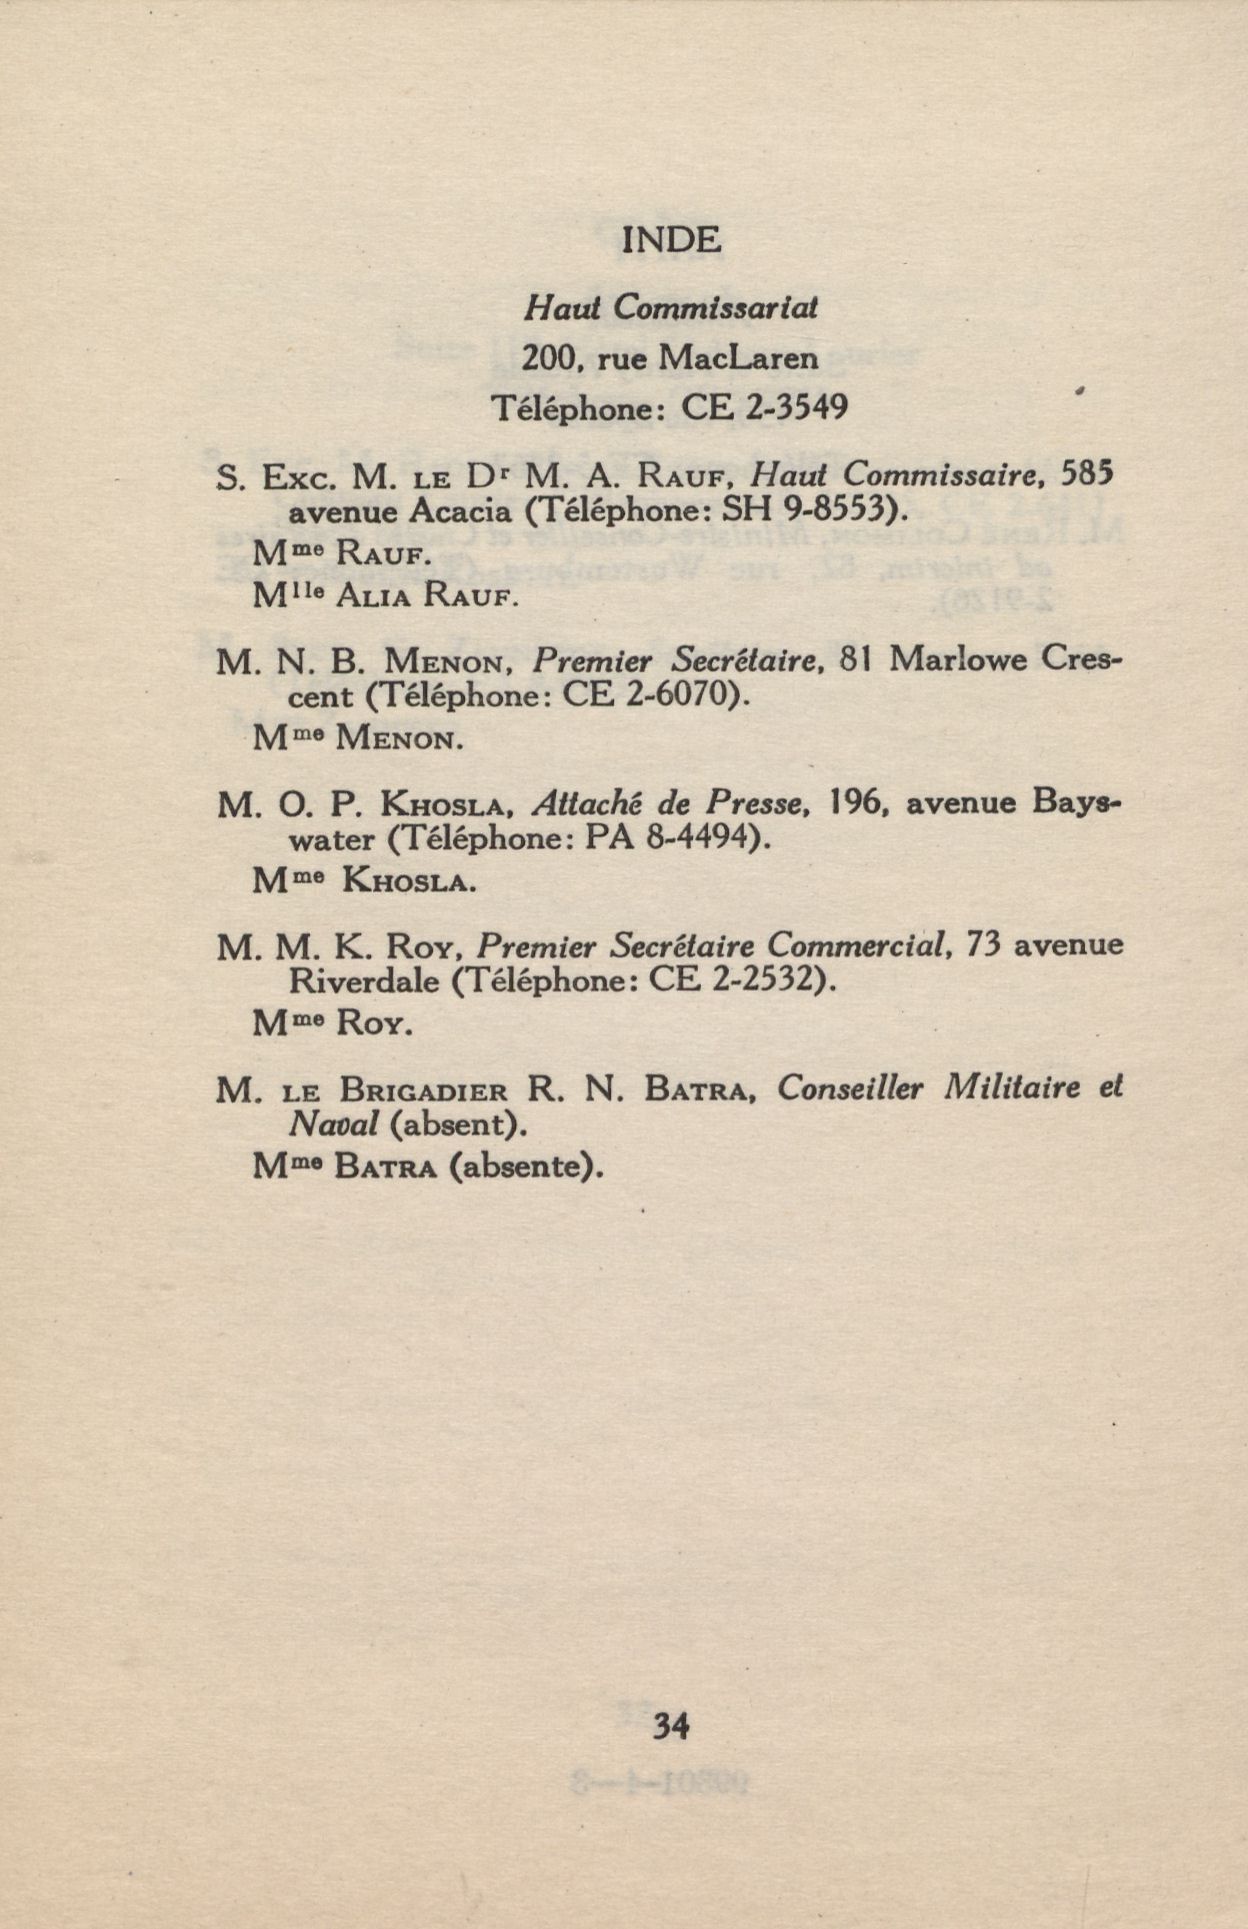 INDE
Haut Commissariat
200, rue MacLaren
Téléphone: CE 2-3549
S. Exc. M. le Dr M. A. Rauf, Haut Commissaire, 585
avenue Acacia (Téléphone: SH 9-8553).
Mme Rauf.
Mlle Alia Rauf.
M. N. B. Menon, Premier Secrétaire, 81 Marlowe Cres-
cent (Téléphone: CE 2-6070).
Mme Menon.
M. O. P. Khosla, Attaché de Presse, 196, avenue Bays-
water (Téléphone: PA 8-4494).
Mme Khosla.
M. M. K. Roy, Premier Secrétaire Commercial, 73 avenue
Riverdale (Téléphone: CE 2-2532).
Mme Roy.
M. le Brigadier R. N. Batra, Conseiller Militaire et
Naval (absent).
Mme Batra (absente).
34